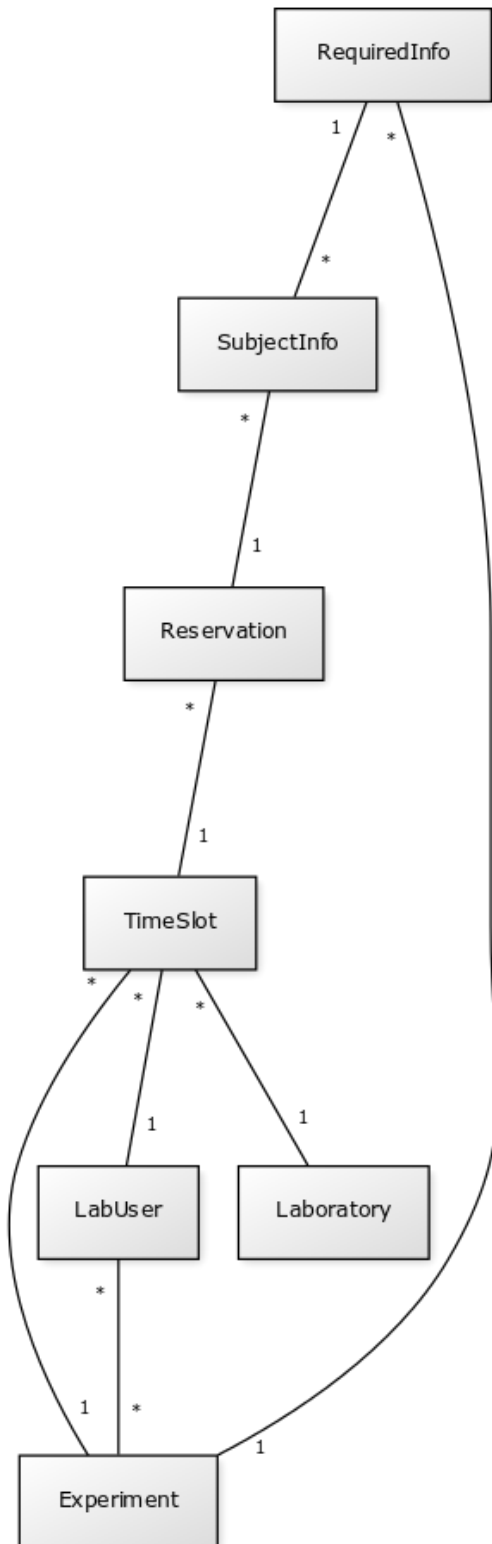 RequiredInfo
1
*
*
SubjectInfo
*
1
Reservation
*
1
TimeSlot
*
*
*
1
1
LabUser
Laboratory
*
1
*
1
Experiment